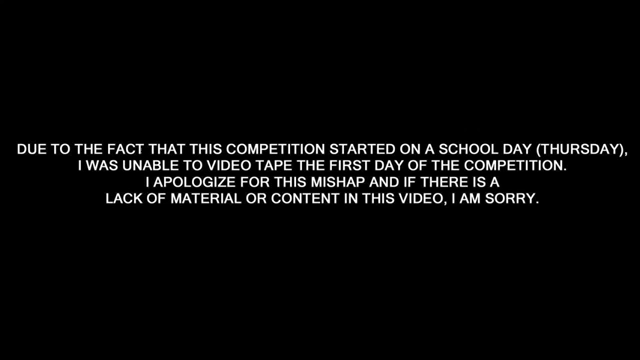 DUE TO THE FACT THAT THIS COMPETITION STARTED ON A SCHOOL DAY (THURSDAY),
I WAS UNABLE TO VIDEO TAPE THE FIRST DAY OF THE COMPETITION.
I APOLOGIZE FOR THIS MISHAP AND IF THERE IS A
LACK OF MATERIAL OR CONTENT IN THIS VIDEO, I AM SORRY.